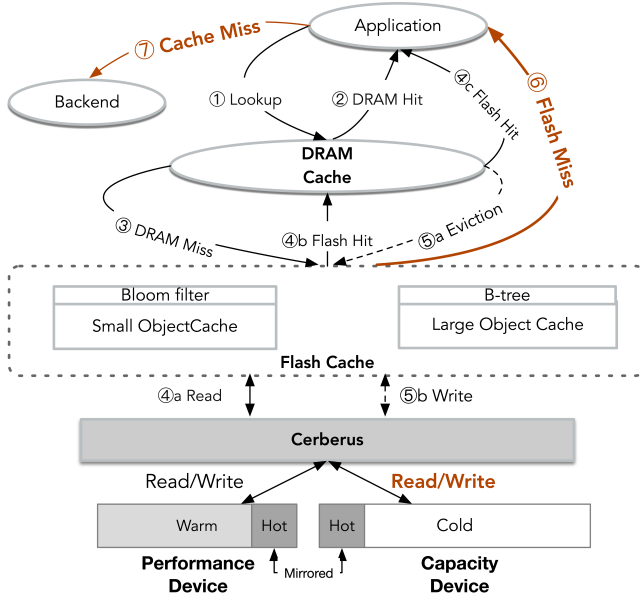 Application
⑦ Cache Miss
Backend
① Lookup
② DRAM Hit
④c Flash Hit
⑥ Flash Miss
DRAM
Cache
③ DRAM Miss
④b Flash Hit
⑤a Eviction
Bloom filter
Small ObjectCache
B-tree
Large Object Cache
Flash Cache
④a Read
⑤b Write
Cerberus
Read/Write
Read/Write
Warm
Hot
Hot
Cold
Performance
Device
Mirrored
Capacity
Device